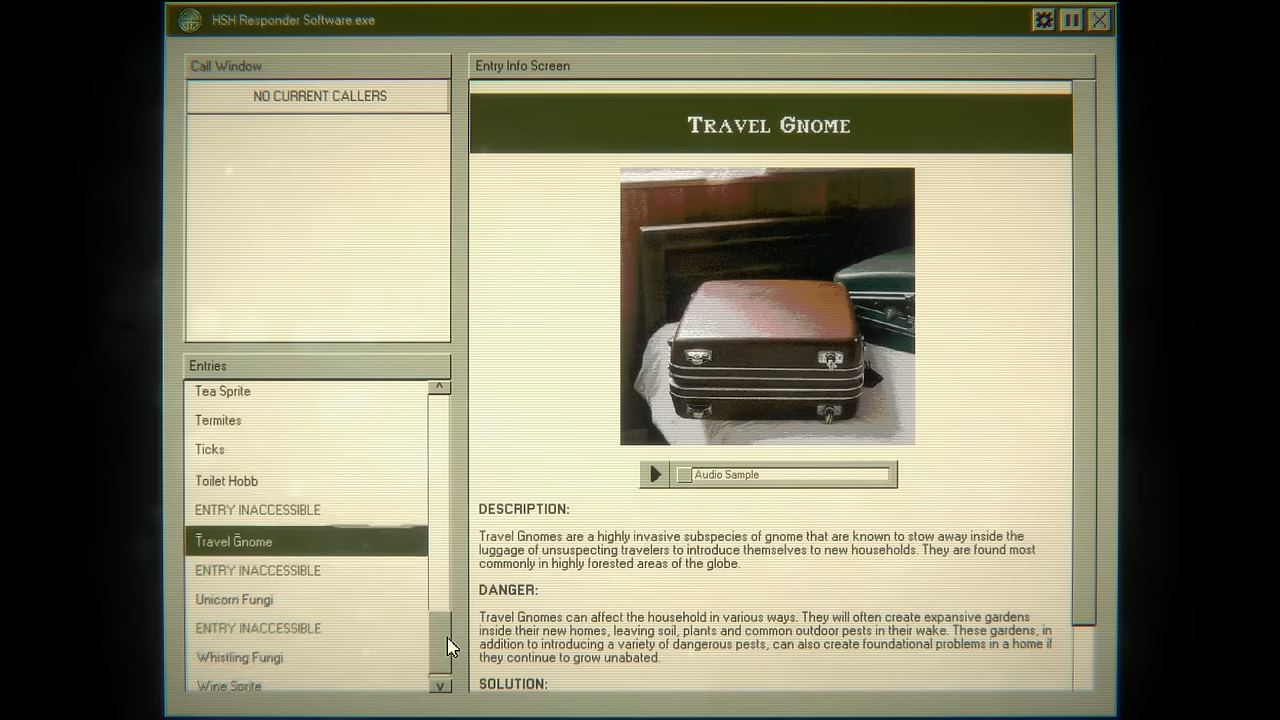 HSH Responder Software.exe
Call Window
NO CURRENT CALLERS
Entries
Tea Sprite
Termites
Ticks
Toilet Hobb
ENTRY INACCESSIBLE
Travel Gnome
ENTRY INACCESSIBLE
Unicorn Fungi
ENTRY INACCESSIBLE
Whistling Fungi
Wine Sprite
Entry Info Screen
Travel Gnome
Audio Sample
DESCRIPTION:
Travel Gnomes are a highly invasive subspecies of gnome that are known to stow away inside the
luggage of unsuspecting travelers to introduce themselves to new households. They are found most
commonly in highly forested areas of the globe.
DANGER:
Travel Gnomes can affect the household in various ways. They will often create expansive gardens
inside their new homes, leaving soil, plants and common outdoor pests in their wake. These gardens, in
addition to introducing a variety of dangerous pests, can also create foundational problems in a home if
they continue to grow unabated.
SOLUTION: